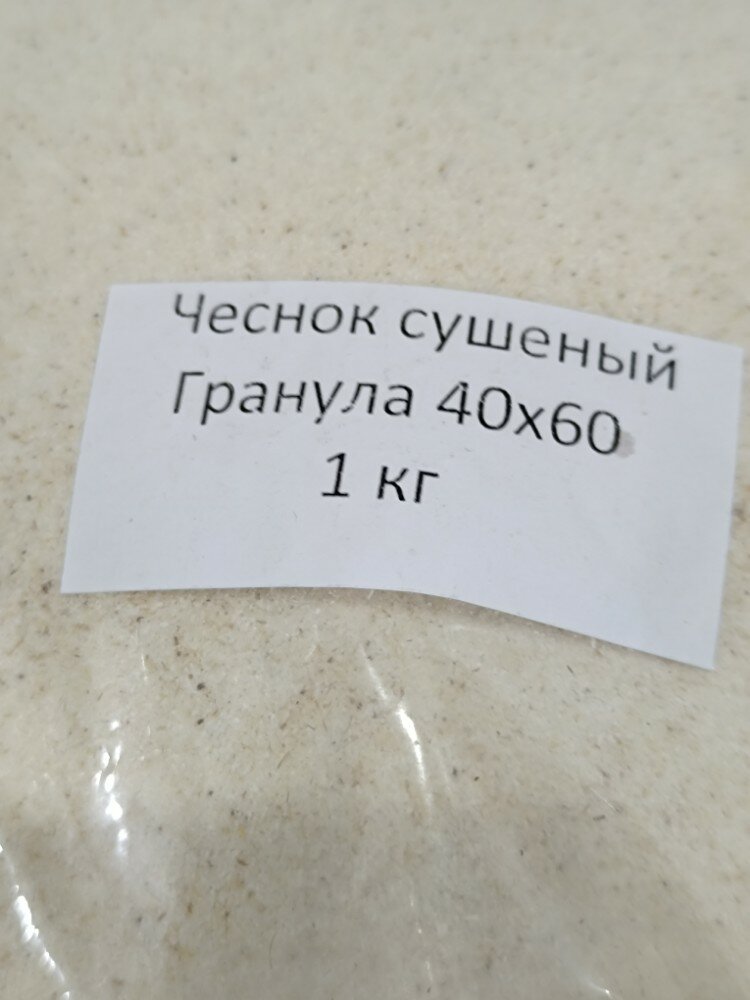 Чеснок сушеный
Гранула 40х60
1 кг